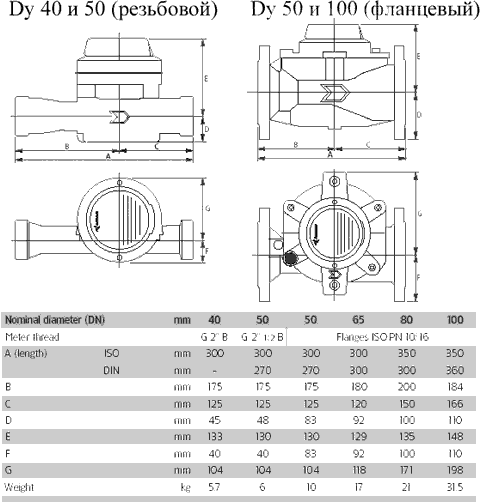 Dy 40 и 50 (резьбовой) Dy 50 и 100 (фланцевый)
E
D
B C
A
E
D
B C
A
G
F
G
F
Nominal diameter (DN) mm 40 50 50 65 80 100
Meter thread G 2" B G 2" 1/2 B Flanges ISO PN 10/16
A (length) ISO mm 300 300 300 300 350 350
DIN mm - 270 270 300 300 360
B mm 175 175 175 180 200 184
C mm 125 125 125 120 150 166
D mm 45 48 83 92 100 110
E mm 133 130 130 129 135 148
F mm 40 40 83 92 100 110
G mm 104 104 104 118 171 198
Weight kg 5.7 6 10 17 21 31.5